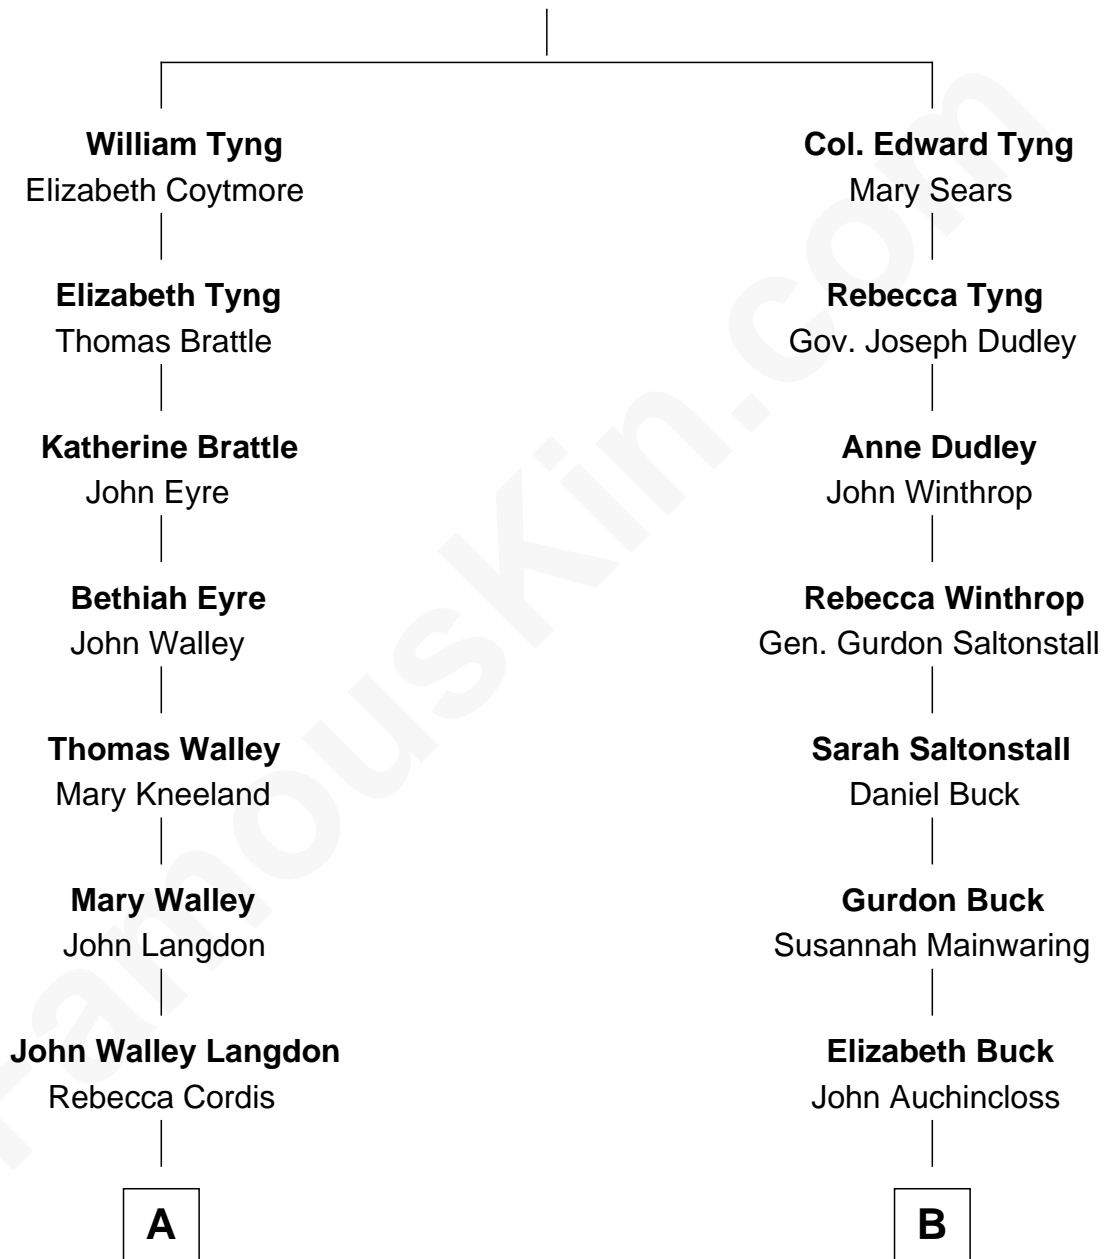 William Tyng
Elizabeth Coytmore
Elizabeth Tyng
Thomas Brattle
Katherine Brattle
John Eyre
Bethiah Eyre
John Walley
Thomas Walley
Mary Kneeland
Mary Walley
John Langdon
John Walley Langdon
Rebecca Cordis
A
Col. Edward Tyng
Mary Sears
Rebecca Tyng
Gov. Joseph Dudley
Anne Dudley
John Winthrop
Rebecca Winthrop
Gen. Gurdon Saltonstall
Sarah Saltonstall
Daniel Buck
Gurdon Buck
Susannah Mainwaring
Elizabeth Buck
John Auchincloss
B
FamousKin.com